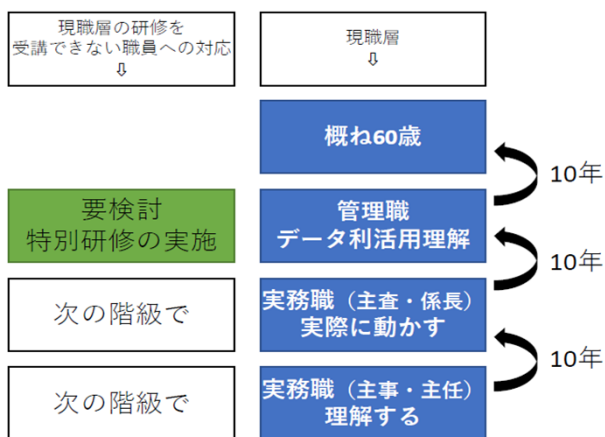 現職層の研修を
受講できない職員への対応
⇩
現職層
⇩
概ね60歳
10年
要検討
特別研修の実施
管理職
データ利活用理解
10年
次の階級で
実務職（主査・係長）
実際に動かす
10年
次の階級で
実務職（主事・主任）
理解する